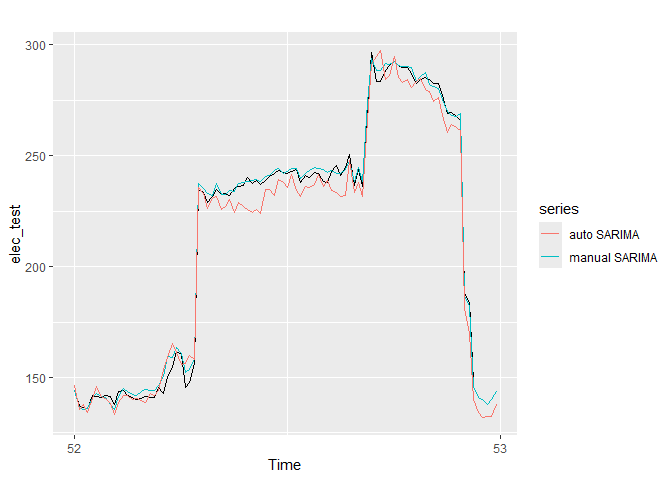 300
250
200
150
elec_test
52
53
Time
series
auto SARIMA
manual SARIMA